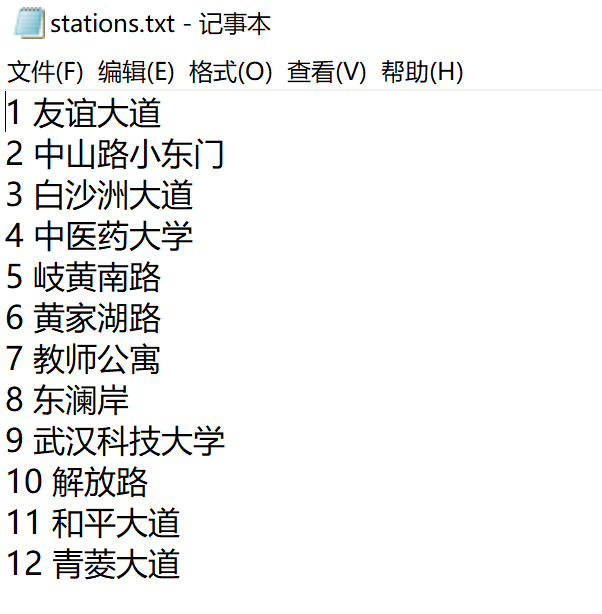 stations.txt - 记事本
文件(F) 编辑(E) 格式(O) 查看(V) 帮助(H)
1 友谊大道
2 中山路小东门
3 白沙洲大道
4 中医药大学
5 岐黄南路
6 黄家湖路
7 教师公寓
8 东澜岸
9 武汉科技大学
10 解放路
11 和平大道
12 青菱大道